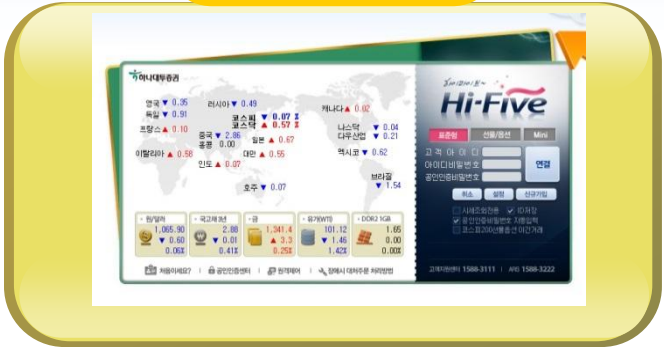 하나대투증권
영국 ▼ 0.35
독일 ▼ 0.91
프랑스 ▲ 0.10
이탈리아 ▲ 0.58
러시아 ▼ 0.49
코스피 ▼ 0.07 %
코스닥 ▲ 0.57 %
중국 ▼ 2.86
홍콩 0.00
일본 ▲ 0.67
대만 ▲ 0.55
인도 ▲ 0.07
호주 ▼ 0.07
캐나다 ▲ 0.02
나스닥 ▼ 0.04
다우산업 ▼ 0.21
멕시코 ▼ 0.62
브라질
▼ 1.54
원/달러
1,065.90
▼ 0.60
0.06%
국고채 3년
2.88
▼ 0.01
0.41%
금
1,341.4
▲ 3.3
0.25%
유가(WTI)
101.12
▼ 1.46
1.42%
DDR2 1GB
1.65
0.00
0.00%
처음이세요? | 공인인증센터 | 원격제어 | 장애시 대처주문 처리방법
Hi-Five
표준형 선물/옵션 Mini
고객아이디
아이디비밀번호
공인인증비밀번호
연결
취소 설정 신규가입
시세조회전용 ID저장
공인인증비밀번호 자동입력
코스피200선물옵션 야간거래
고객지원센터 1588-3111 | ARS 1588-3222